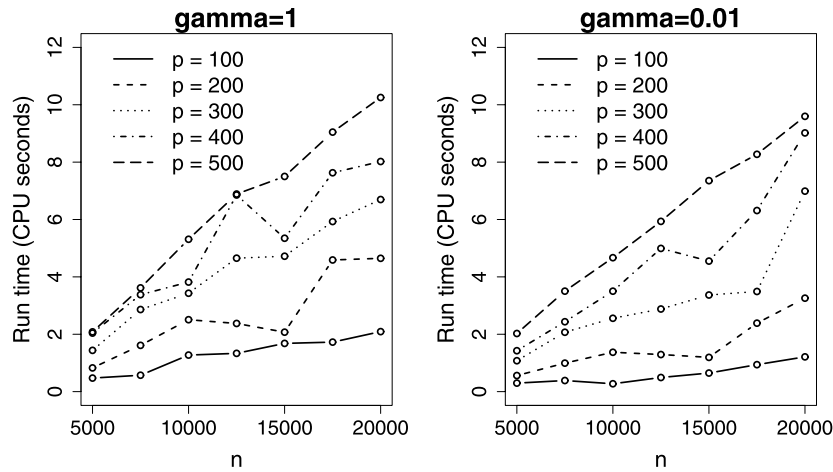 gamma=1
Run time (CPU seconds)
12
10
8
6
4
2
0
p = 100
p = 200
p = 300
p = 400
p = 500
5000
10000
15000
20000
n
gamma=0.01
Run time (CPU seconds)
12
10
8
6
4
2
0
p = 100
p = 200
p = 300
p = 400
p = 500
5000
10000
15000
20000
n